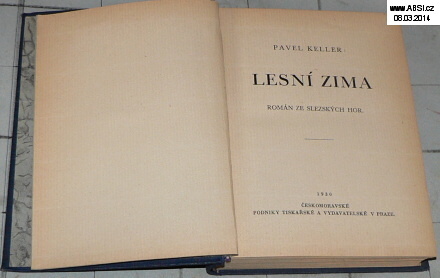 www.ABSi.cz
08.03.2014
PAVEL KELLER:
LESNÍ ZIMA
ROMÁN ZE SLEZSKÝCH HOR.
1930
ČESKOMORAVSKÉ
PODNIKY TISKAŘSKÉ A VYDAVATELSKÉ V PRAZE.